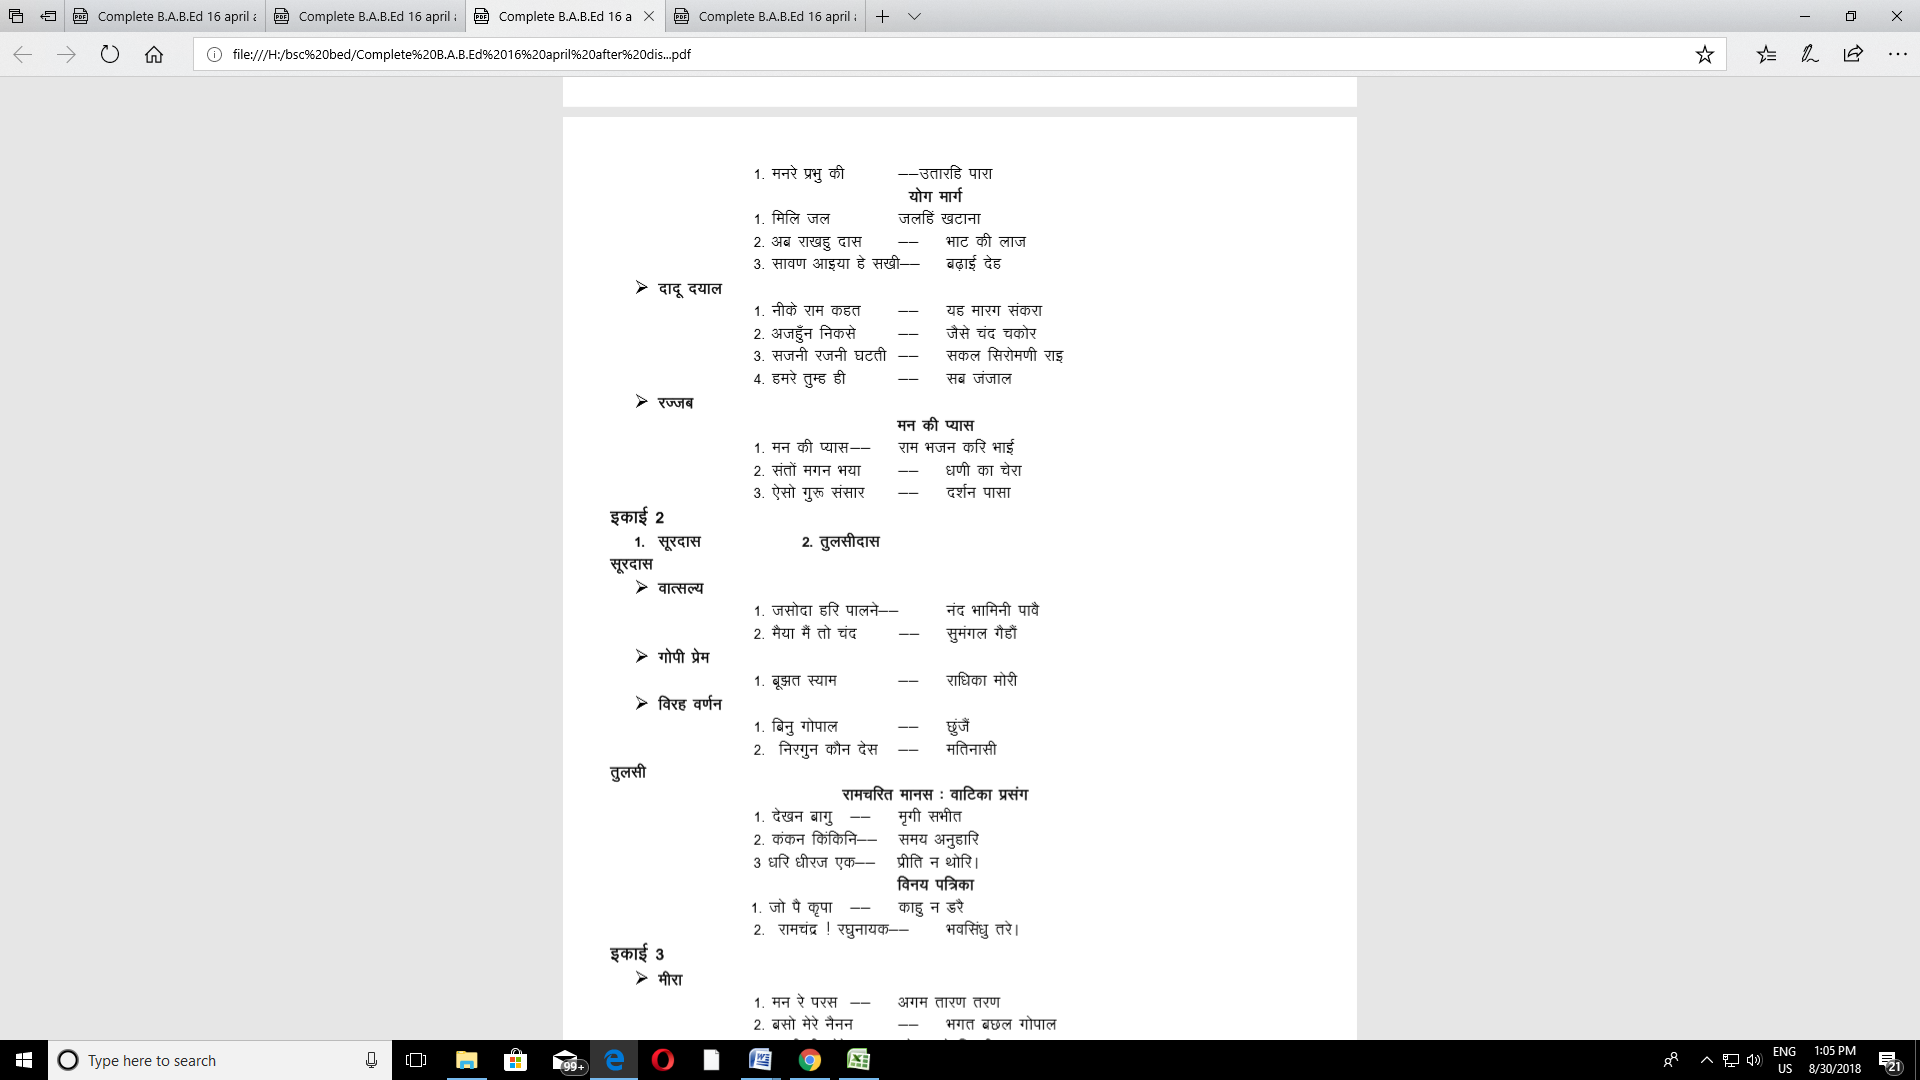 Complete B.A.B.Ed 16 april a
Complete B.A.B.Ed 16 april a
Complete B.A.B.Ed 16 a
Complete B.A.B.Ed 16 april a
file:///H:/bsc%20bed/Complete%20B.A.B.Ed%2016%20april%20after%20dis...pdf
1. मनरे प्रभु की ——उतारहि पारा
योग मार्ग
1. मिलि जल जलहिं खटाना
2. अब राखहु दास —— भाट की लाज
3. सावण आइया हे सखी—— बढ़ाई देह
➢ दादू दयाल
1. नीके राम कहत —— यह मारग संकरा
2. अजहुँन निकसे —— जैसे चंद चकोर
3. सजनी रजनी घटती —— सकल सिरोमणी राइ
4. हमरे तुम्ह ही —— सब जंजाल
➢ रज्जब
मन की प्यास
1. मन की प्यास—— राम भजन करि भाई
2. संतों मगन भया —— धणी का चेरा
3. ऐसो गुरू संसार —— दर्शन पासा
इकाई 2
1. सूरदास 2. तुलसीदास
सूरदास
➢ वात्सल्य
1. जसोदा हरि पालने—— नंद भामिनी पावै
2. मैया मैं तो चंद —— सुमंगल गैहौं
➢ गोपी प्रेम
1. बूझत स्याम —— राधिका मोरी
➢ विरह वर्णन
1. बिनु गोपाल —— छुंजैं
2. निरगुन कौन देस —— मतिनासी
तुलसी
रामचरित मानस : वाटिका प्रसंग
1. देखन बागु —— मृगी सभीत
2. कंकन किंकिनि—— समय अनुहारि
3 धरि धीरज एक—— प्रीति न थोरि।
विनय पत्रिका
1. जो पै कृपा —— काहु न डरै
2. रामचंद्र ! रघुनायक—— भवसिंधु तरे।
इकाई 3
➢ मीरा
1. मन रे परस —— अगम तारण तरण
2. बसो मेरे नैनन —— भगत बछल गोपाल
Type here to search
99+
ENG
US
1:05 PM
8/30/2018
21